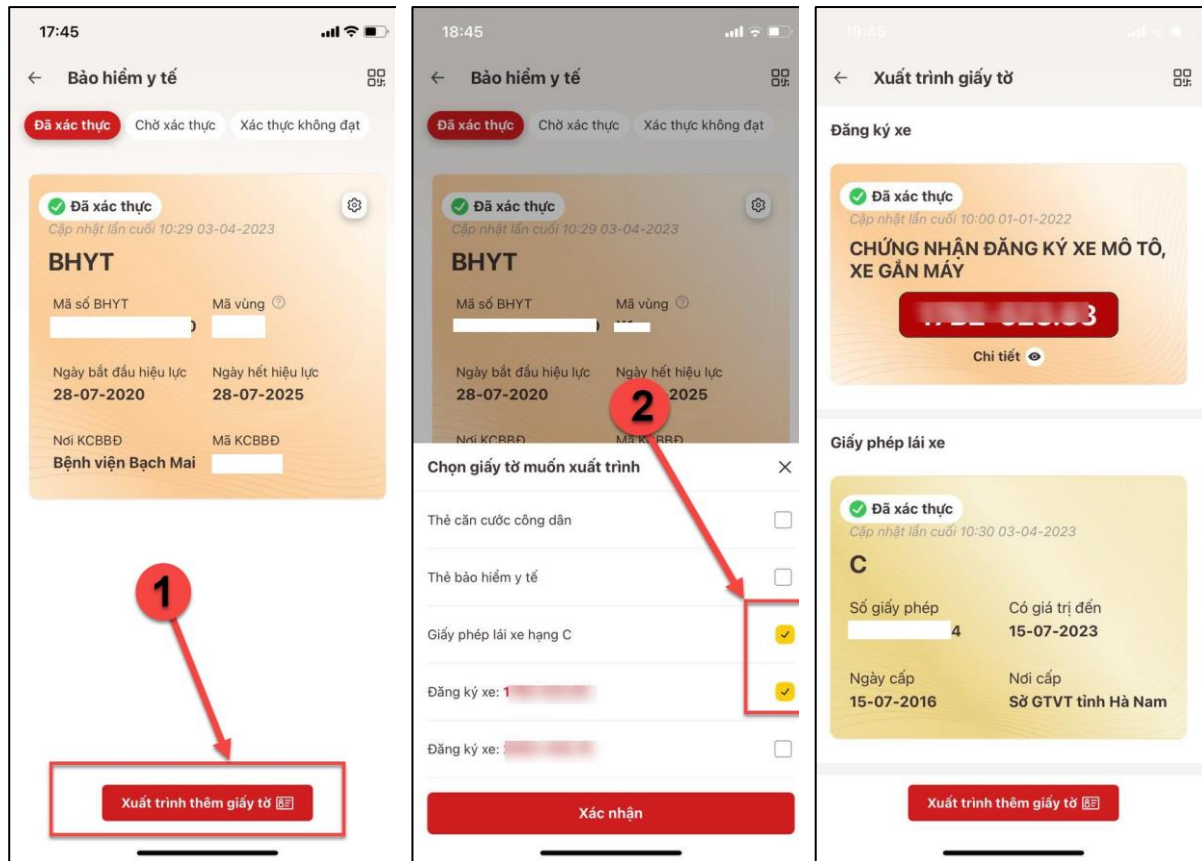 17:45
Bảo hiểm y tế
Đã xác thực Chờ xác thực Xác thực không đạt
Đã xác thực
Cập nhật lần cuối 10:29 03-04-2023
BHYT
Mã số BHYT Mã vùng
Ngày bắt đầu hiệu lực Ngày hết hiệu lực
28-07-2020 28-07-2025
Nơi KCBBĐ Mã KCBBĐ
Bệnh viện Bạch Mai
1
Xuất trình thêm giấy tờ
18:45
Bảo hiểm y tế
Đã xác thực Chờ xác thực Xác thực không đạt
Đã xác thực
Cập nhật lần cuối 10:29 03-04-2023
BHYT
Mã số BHYT Mã vùng
Ngày bắt đầu hiệu lực Ngày hết hiệu lực
28-07-2020 2025
2
Nơi KCBBĐ Mã KCBBĐ
Chọn giấy tờ muốn xuất trình
Thẻ căn cước công dân
Thẻ bảo hiểm y tế
Giấy phép lái xe hạng C
Đăng ký xe: 1
Đăng ký xe:
Xác nhận
18:45
Xuất trình giấy tờ
Đăng ký xe
Đã xác thực
Cập nhật lần cuối 10:00 01-01-2022
CHỨNG NHẬN ĐĂNG KÝ XE MÔ TÔ,
XE GẮN MÁY
Chi tiết
Giấy phép lái xe
Đã xác thực
Cập nhật lần cuối 10:30 03-04-2023
C
Số giấy phép Có giá trị đến
4 15-07-2023
Ngày cấp Nơi cấp
15-07-2016 Sở GTVT tỉnh Hà Nam
Xuất trình thêm giấy tờ